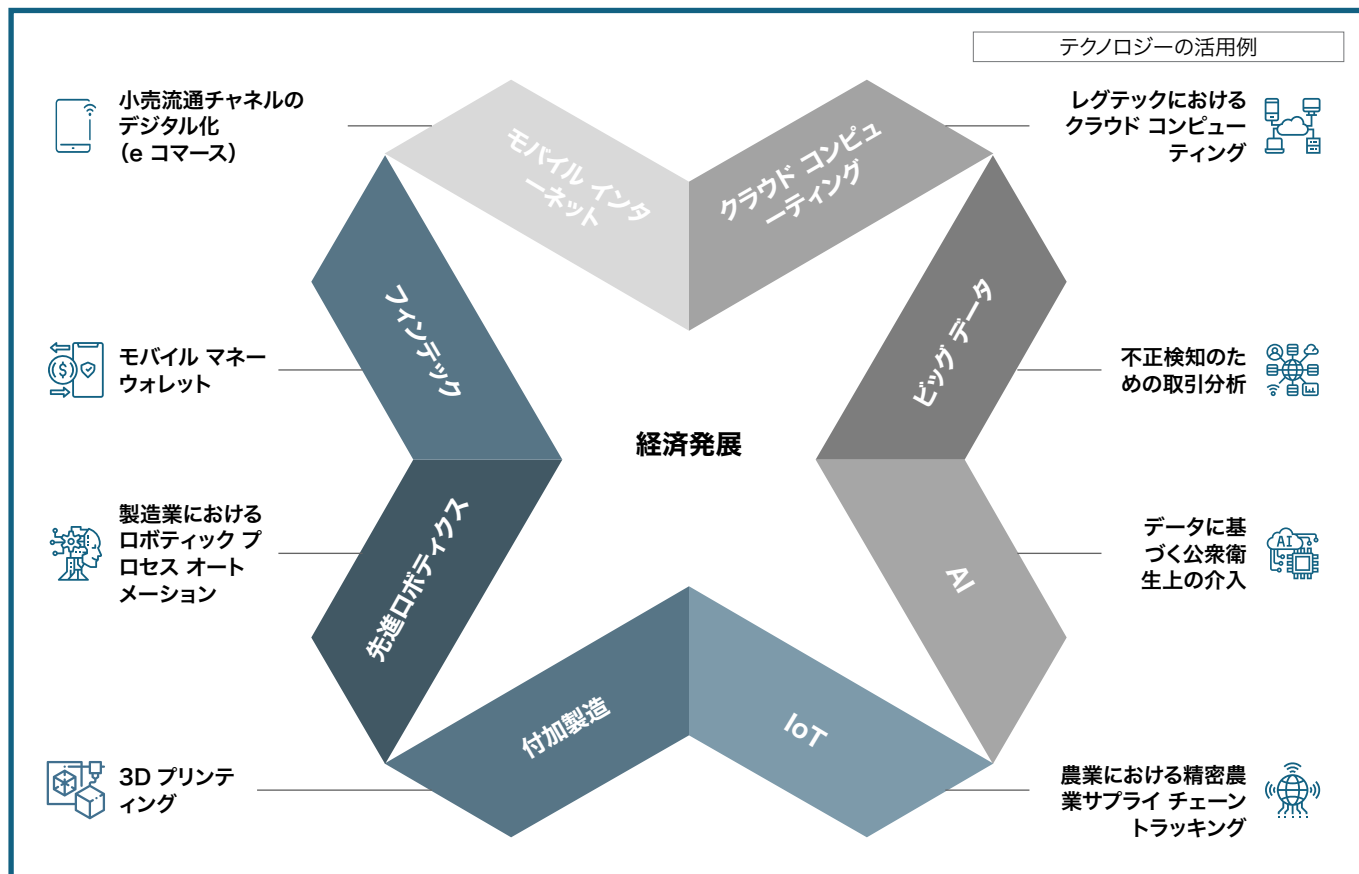 テクノロジーの活用例
小売流通チャネルの
デジタル化
（e コマース）
モバイル インタ
ーネット
クラウド コンピュ
ーティング
レグテックにおける
クラウド コンピュー
ティング
フィンテック
ビッグ データ
モバイル マネー
ウォレット
不正検知のた
めの取引分析
経済発展
製造業における
ロボティック プ
ロセス オート
メーション
先進ロボティクス
AI
データに基
づく公衆衛
生上の介入
AI
付加製造
IoT
3D プリンテ
ィング
農業における精密農
業サプライ チェーン
トラッキング